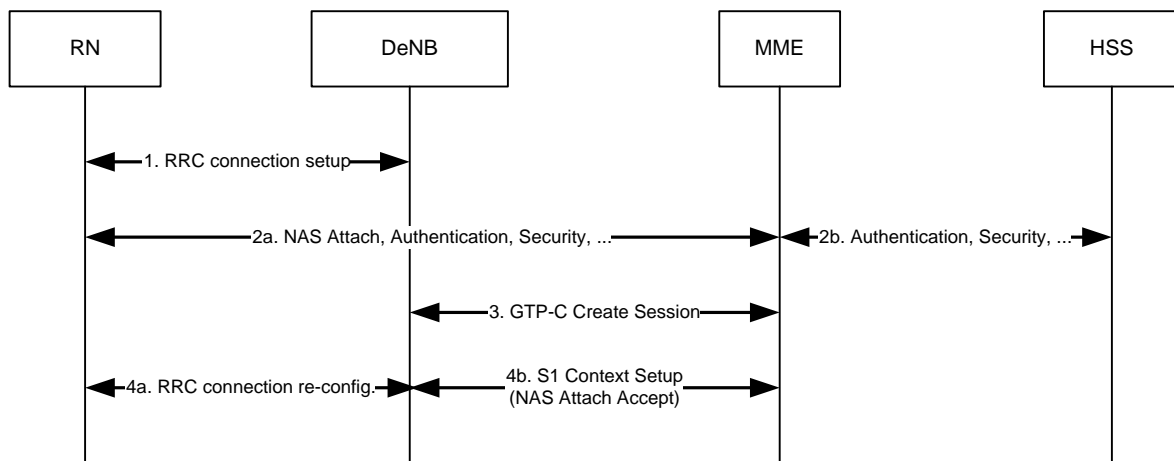 RN
DeNB
MME
HSS
1. RRC connection setup
2a. NAS Attach, Authentication, Security, ...
2b. Authentication, Security, ...
3. GTP-C Create Session
4a. RRC connection re-config.
4b. S1 Context Setup
(NAS Attach Accept)